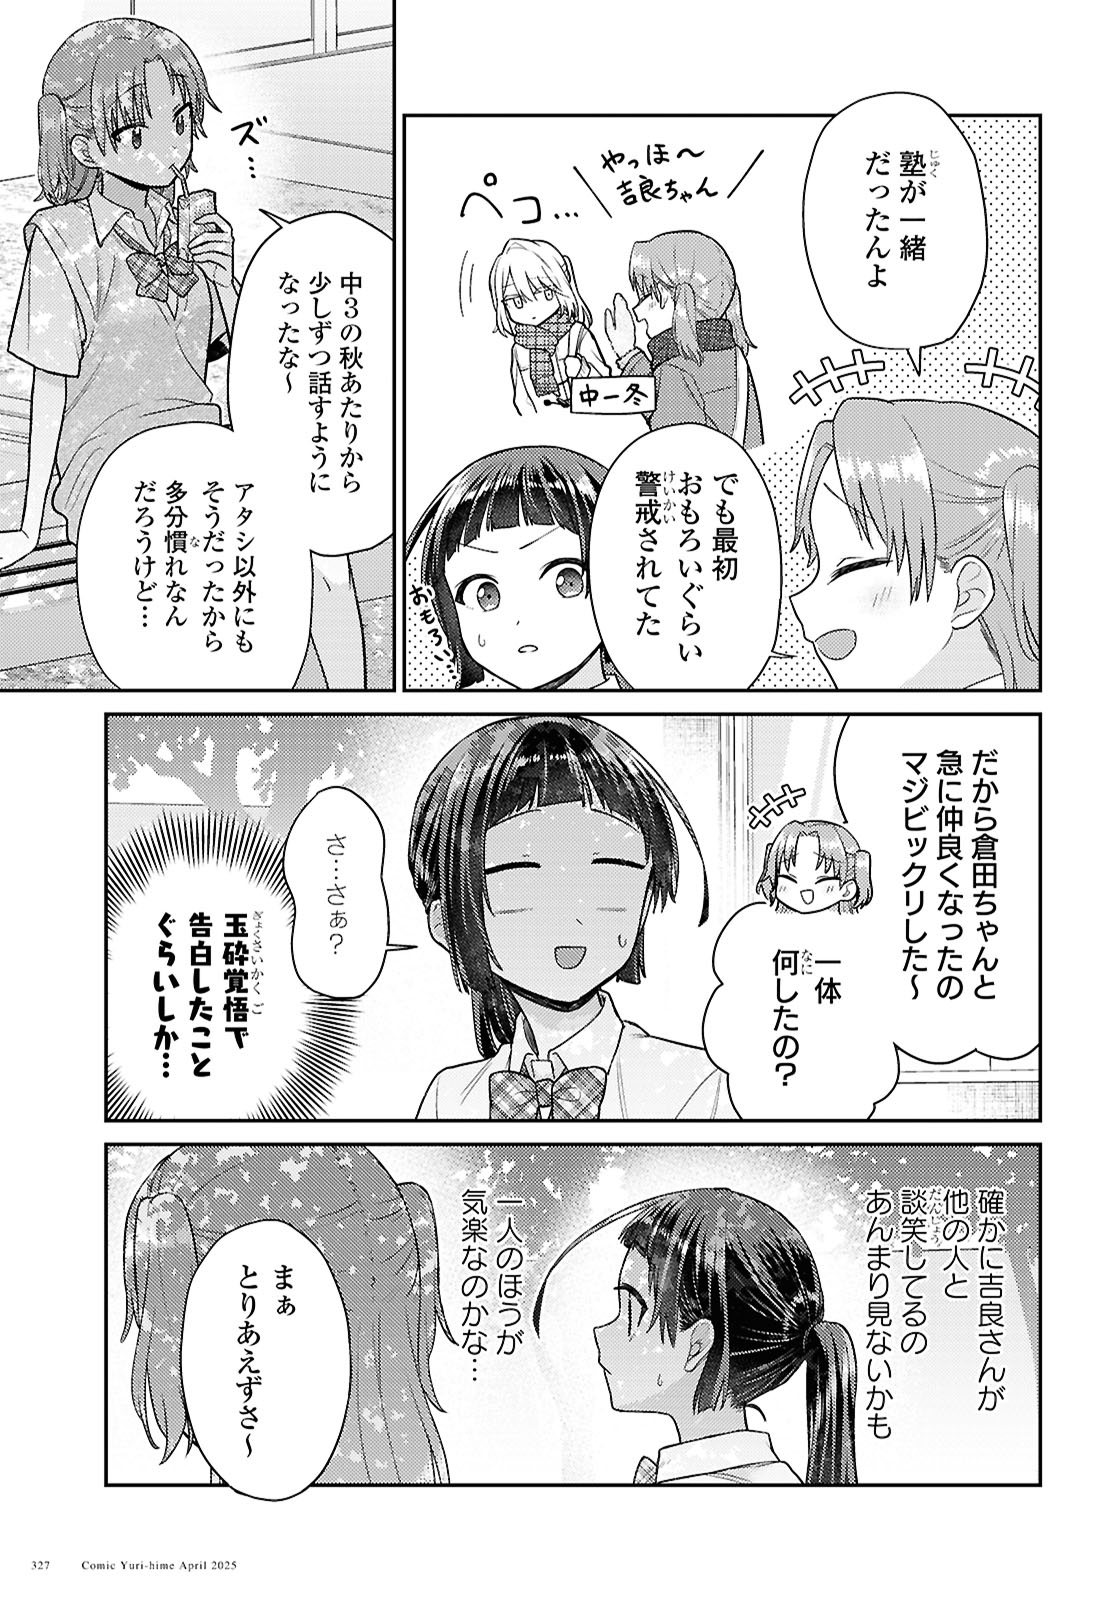 塾が一緒
だったんよ
やっほ〜
吉良ちゃん
ペコ…
中一冬
でも最初
おもろいぐらい
警戒されてた
おもろい…
ズ…
中3の秋あたりから
少しずつ話すように
なったな〜
アタシ以外にも
そうだったから
多分慣れなん
だろうけど…
だから倉田ちゃんと
急に仲良くなったの
マジビックリした〜
一体
何したの？
さ…さぁ？
玉砕覚悟で
告白したこと
ぐらいしか…
確かに吉良さんが
他の人と
談笑してるの
あんまり見ないかも
一人のほうが
気楽なのかな…
まぁ
とりあえずさ〜
327 Comic Yuri-hime April 2025